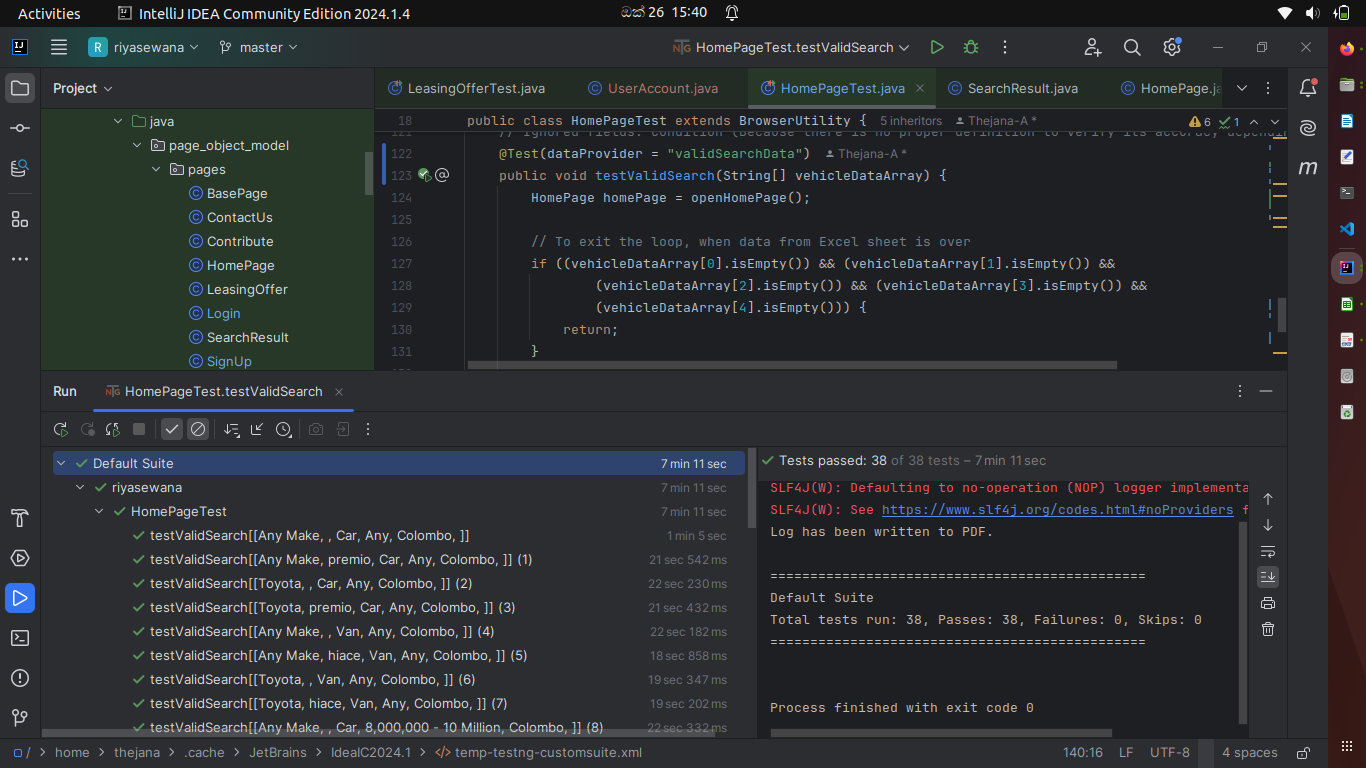 Activities IntelliJ IDEA Community Edition 2024.1.4 ඔක් 26 15:40
R riyasewana master HomePageTest.testValidSearch
Project LeasingOfferTest.java UserAccount.java HomePageTest.java SearchResult.java HomePage.ja
18 public class HomePageTest extends BrowserUtility { 5 inheritors Thejana-A * 6 1
java
page_object_model
pages
BasePage
ContactUs
Contribute
HomePage
LeasingOffer
Login
SearchResult
SignUp
121 // Ignored fields: condition (because there is no proper definition to verify its accuracy dependin
122 @Test(dataProvider = "validSearchData") Thejana-A *
123 public void testValidSearch(String[] vehicleDataArray) {
124 HomePage homePage = openHomePage();
125
126 // To exit the loop, when data from Excel sheet is over
127 if ((vehicleDataArray[0].isEmpty()) && (vehicleDataArray[1].isEmpty()) &&
128 (vehicleDataArray[2].isEmpty()) && (vehicleDataArray[3].isEmpty()) &&
129 (vehicleDataArray[4].isEmpty())) {
130 return;
131 }
Run HomePageTest.testValidSearch
Default Suite 7 min 11 sec
riyasewana 7 min 11 sec
HomePageTest 7 min 11 sec
testValidSearch[[Any Make, , Car, Any, Colombo, ]] 1 min 5 sec
testValidSearch[[Any Make, premio, Car, Any, Colombo, ]] (1) 21 sec 542 ms
testValidSearch[[Toyota, , Car, Any, Colombo, ]] (2) 22 sec 230 ms
testValidSearch[[Toyota, premio, Car, Any, Colombo, ]] (3) 21 sec 432 ms
testValidSearch[[Any Make, , Van, Any, Colombo, ]] (4) 22 sec 182 ms
testValidSearch[[Any Make, hiace, Van, Any, Colombo, ]] (5) 18 sec 858 ms
testValidSearch[[Toyota, , Van, Any, Colombo, ]] (6) 19 sec 347 ms
testValidSearch[[Toyota, hiace, Van, Any, Colombo, ]] (7) 19 sec 202 ms
testValidSearch[[Any Make, , Car, 8,000,000 - 10 Million, Colombo, ]] (8) 22 sec 332 ms
Tests passed: 38 of 38 tests – 7 min 11 sec
SLF4J(W): Defaulting to no-operation (NOP) logger implementa
SLF4J(W): See https://www.slf4j.org/codes.html#noProviders f
Log has been written to PDF.
===============================================
Default Suite
Total tests run: 38, Passes: 38, Failures: 0, Skips: 0
===============================================
Process finished with exit code 0
/ home thejana .cache JetBrains IdeaIC2024.1 temp-testng-customsuite.xml 140:16 LF UTF-8 4 spaces